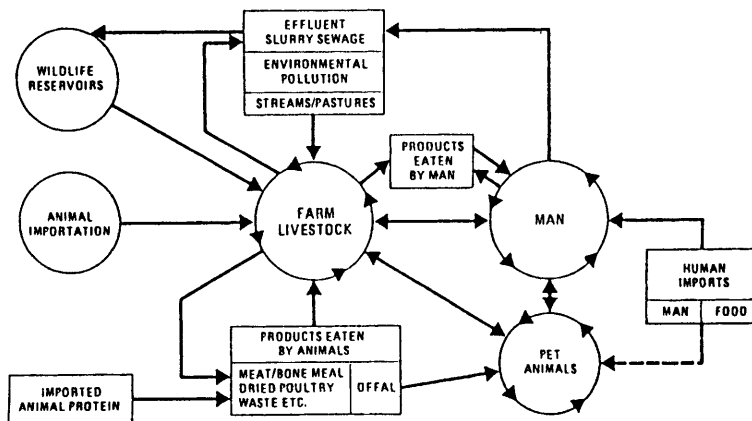 EFFLUENT
SLURRY SEWAGE
ENVIRONMENTAL
POLLUTION
STREAMS/PASTURES
WILDLIFE
RESERVOIRS
PRODUCTS
EATEN
BY MAN
ANIMAL
IMPORTATION
FARM
LIVESTOCK
MAN
HUMAN
IMPORTS
MAN
FOOD
PRODUCTS EATEN
BY ANIMALS
MEAT/BONE MEAL
DRIED POULTRY
WASTE ETC.
OFFAL
PET
ANIMALS
IMPORTED
ANIMAL PROTEIN